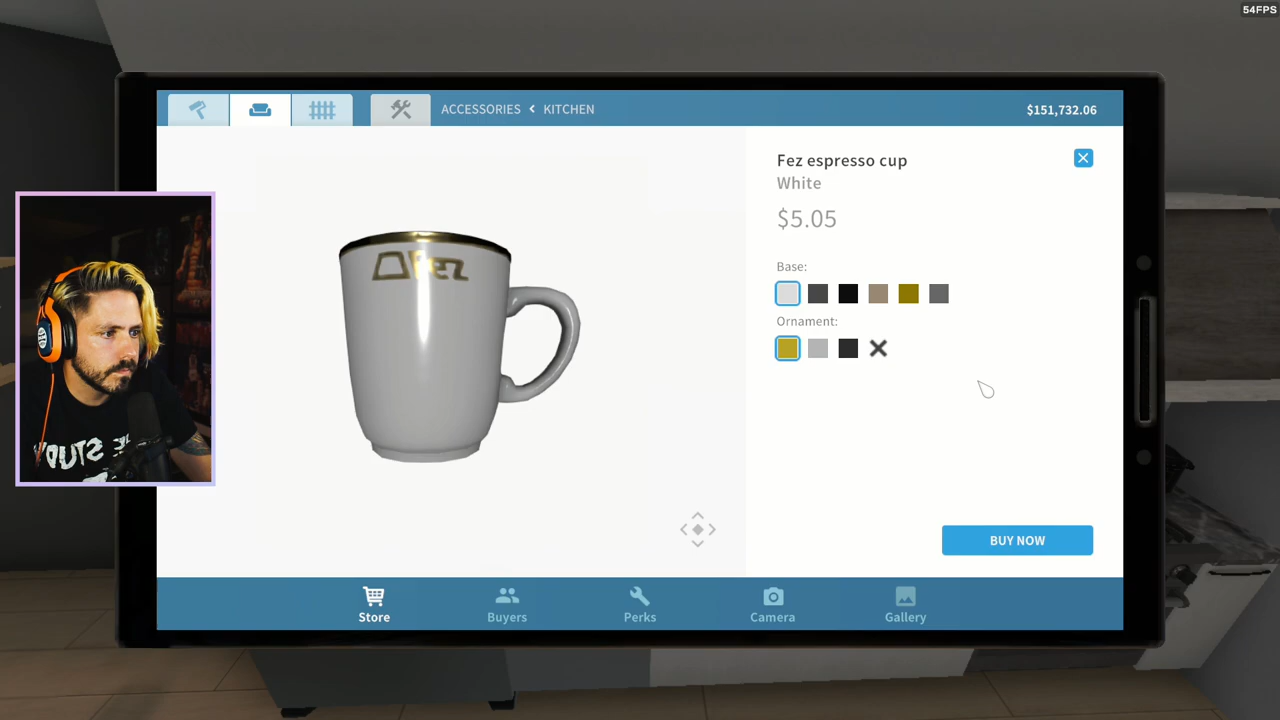 54FPS
ACCESSORIES < KITCHEN
$151,732.06
Fez espresso cup
White
$5.05
Base:
Ornament:
BUY NOW
Store
Buyers
Perks
Camera
Gallery